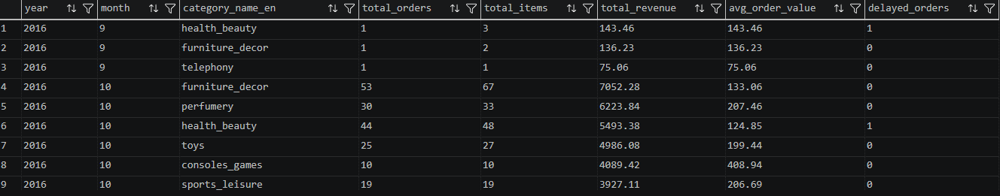 year month category_name_en total_orders total_items total_revenue avg_order_value delayed_orders
1 2016 9 health_beauty 1 3 143.46 143.46 1
2 2016 9 furniture_decor 1 2 136.23 136.23 0
3 2016 9 telephony 1 1 75.06 75.06 0
4 2016 10 furniture_decor 53 67 7052.28 133.06 0
5 2016 10 perfumery 30 33 6223.84 207.46 0
6 2016 10 health_beauty 44 48 5493.38 124.85 1
7 2016 10 toys 25 27 4986.08 199.44 0
8 2016 10 consoles_games 10 10 4089.42 408.94 0
9 2016 10 sports_leisure 19 19 3927.11 206.69 0